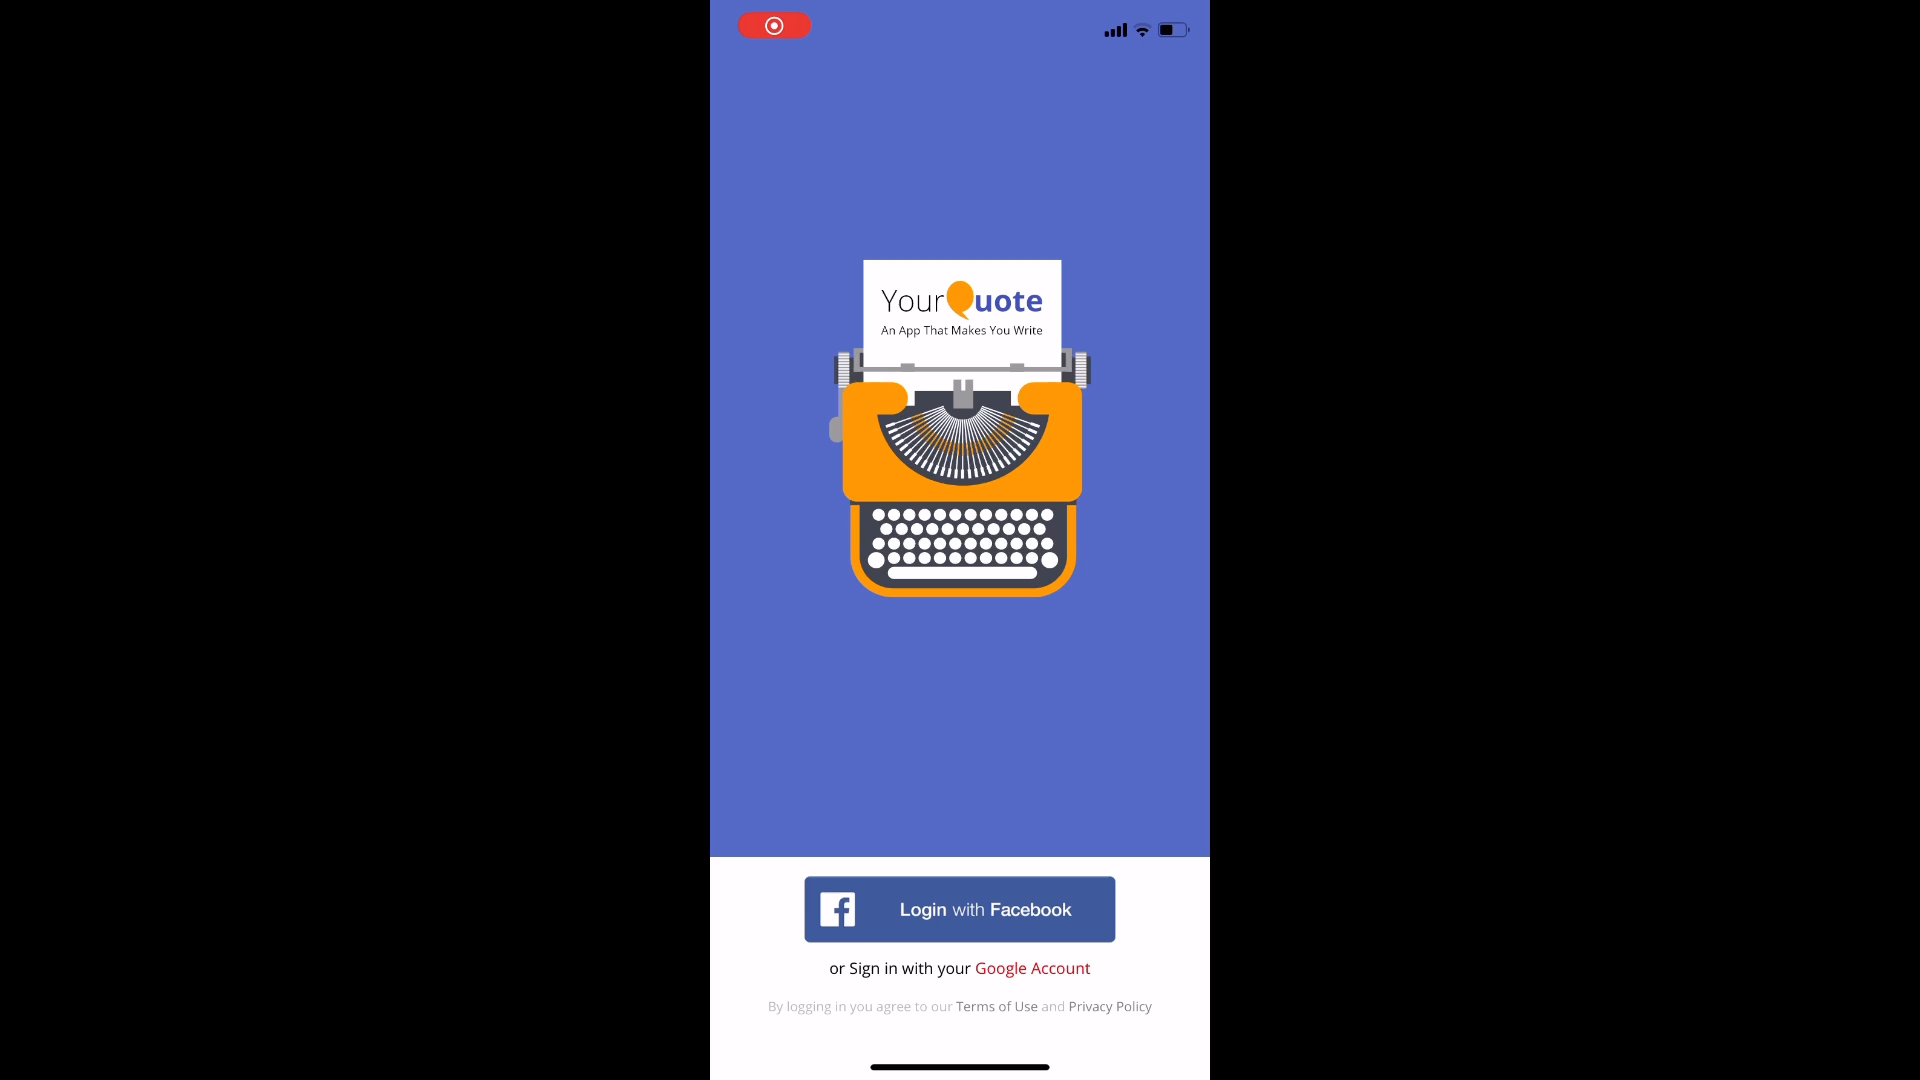 YourQuote
An App That Makes You Write
Login with Facebook
or Sign in with your Google Account
By logging in you agree to our Terms of Use and Privacy Policy